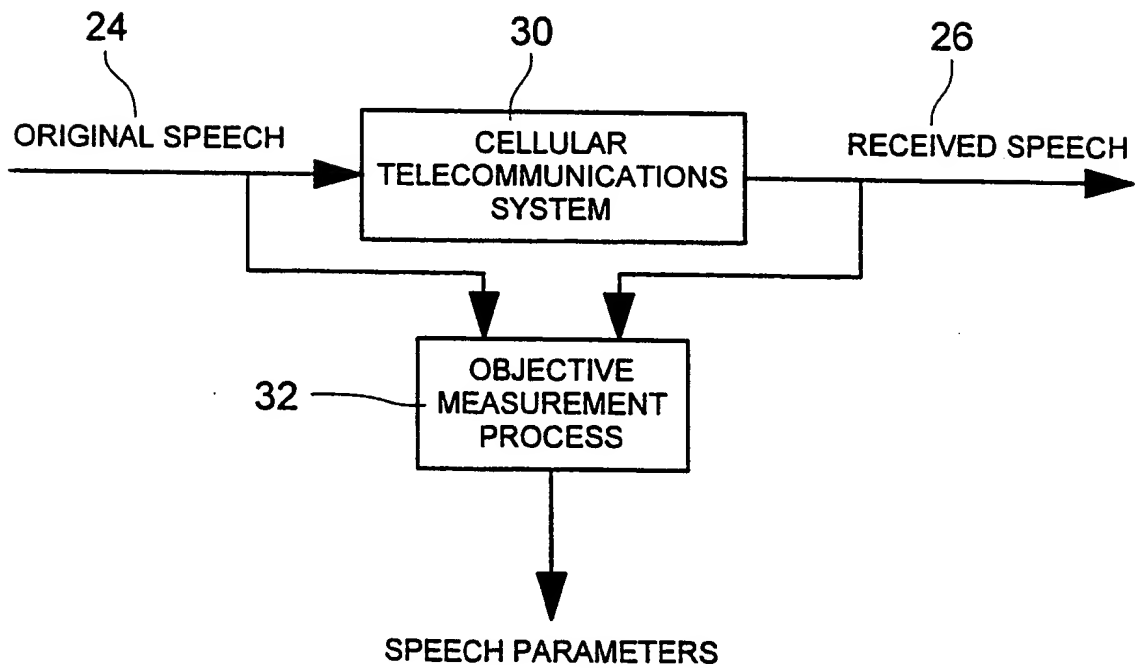 24
30
26
ORIGINAL SPEECH
CELLULAR
TELECOMMUNICATIONS
SYSTEM
RECEIVED SPEECH
32
OBJECTIVE
MEASUREMENT
PROCESS
SPEECH PARAMETERS